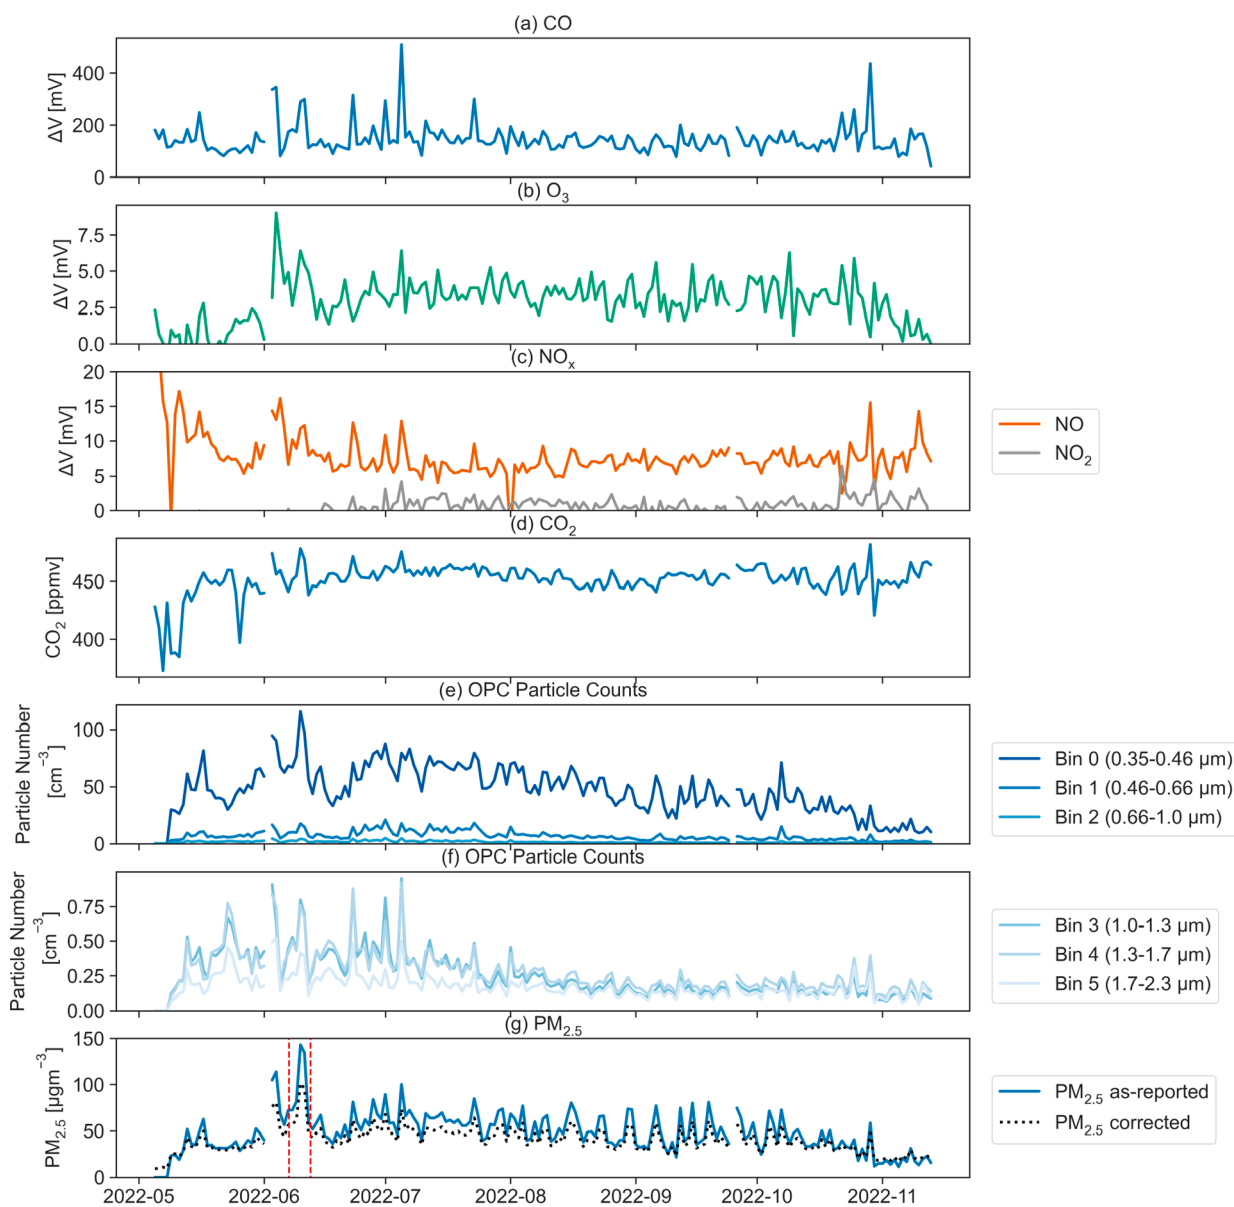 (a) CO
ΔV [mV]
400
200
0
(b) O3
ΔV [mV]
7.5
5.0
2.5
0.0
(c) NOx
ΔV [mV]
20
15
10
5
0
NO
NO2
(d) CO2
CO2 [ppmv]
450
400
(e) OPC Particle Counts
Particle Number
[cm−3]
100
50
0
Bin 0 (0.35-0.46 µm)
Bin 1 (0.46-0.66 µm)
Bin 2 (0.66-1.0 µm)
(f) OPC Particle Counts
Particle Number
[cm−3]
0.75
0.50
0.25
0.00
Bin 3 (1.0-1.3 µm)
Bin 4 (1.3-1.7 µm)
Bin 5 (1.7-2.3 µm)
(g) PM2.5
PM2.5 [µgm−3]
150
100
50
0
PM2.5 as-reported
PM2.5 corrected
2022-05 2022-06 2022-07 2022-08 2022-09 2022-10 2022-11